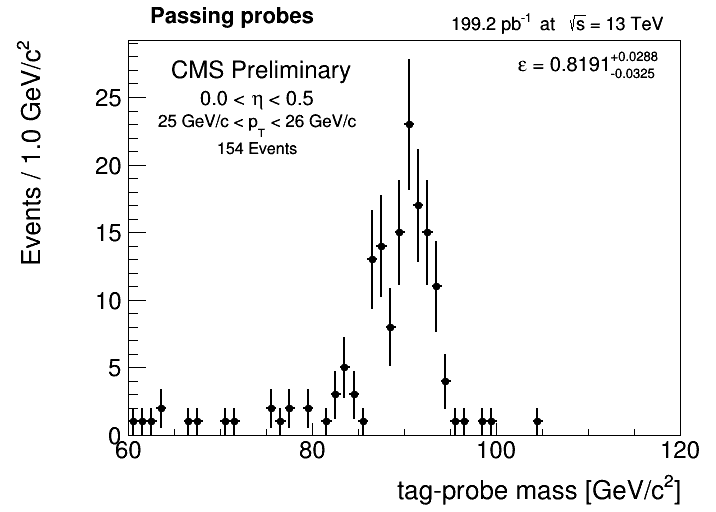 Passing probes
199.2 pb⁻¹ at √s = 13 TeV
CMS Preliminary
0.0 < η < 0.5
25 GeV/c < p_T < 26 GeV/c
154 Events
ε = 0.8191 +0.0288 -0.0325
Events / 1.0 GeV/c²
25
20
15
10
5
0
60 80 100 120
tag-probe mass [GeV/c²]